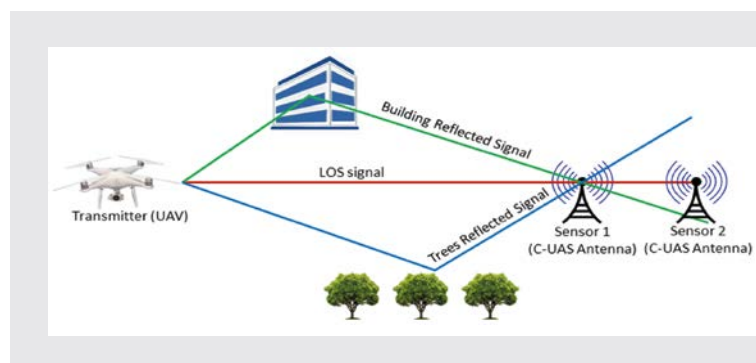 Building Reflected Signal
LOS signal
Transmitter (UAV)
Trees Reflected Signal
Sensor 1
(C-UAS Antenna)
Sensor 2
(C-UAS Antenna)